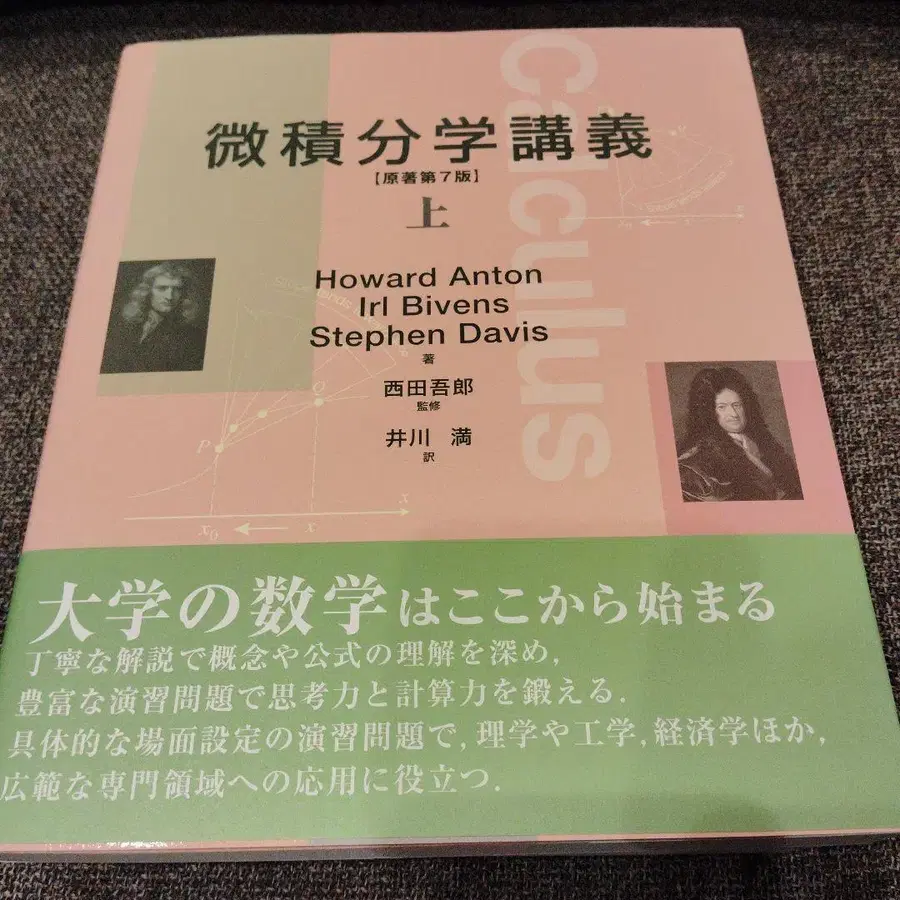 微積分学講義
【原著第7版】
上
Calculus
Howard Anton
Irl Bivens
Stephen Davis
著
西田吾郎
監修
井川 満
訳
P
Q
x
x0
x
大学の数学はここから始まる
丁寧な解説で概念や公式の理解を深め,
豊富な演習問題で思考力と計算力を鍛える.
具体的な場面設定の演習問題で, 理学や工学, 経済学ほか,
広範な専門領域への応用に役立つ.